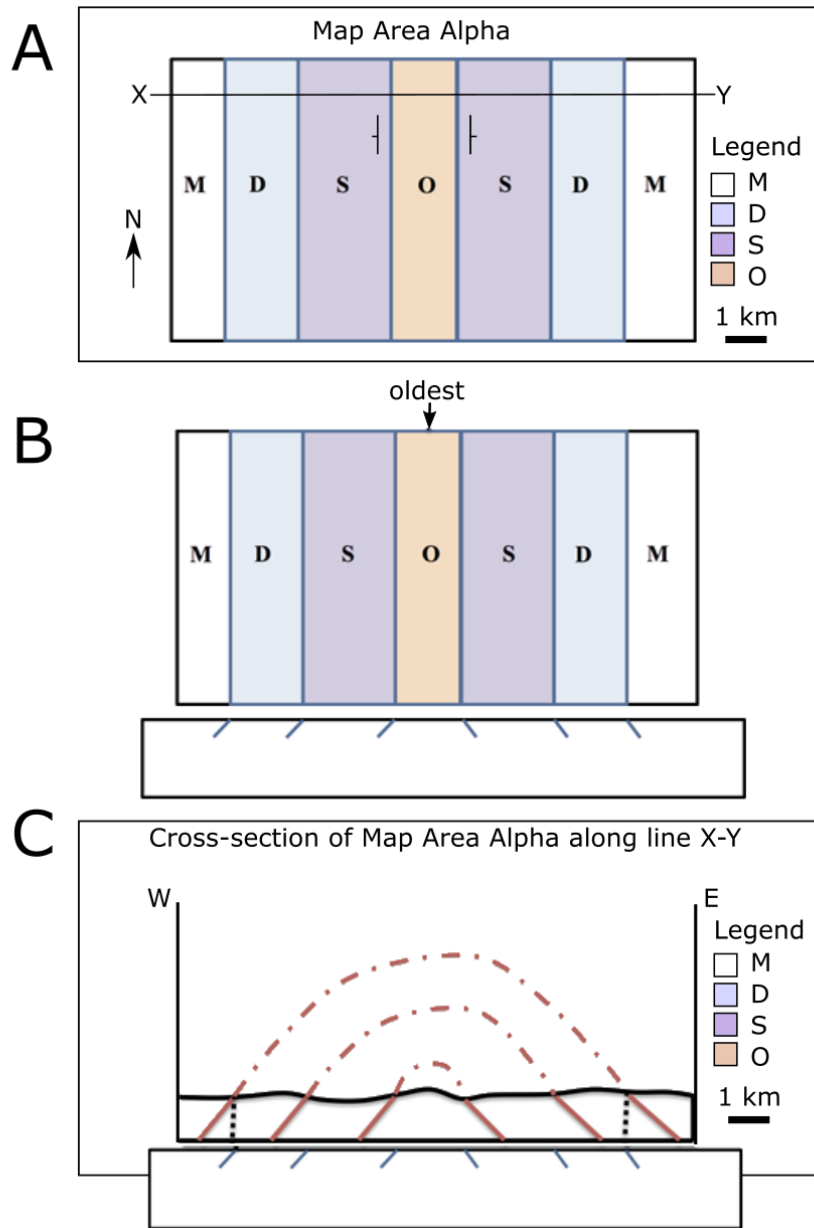 A
Map Area Alpha
X
Y
M D S O S D M
N
Legend
M
D
S
O
1 km
B
oldest
M D S O S D M
C
Cross-section of Map Area Alpha along line X-Y
W
E
Legend
M
D
S
O
1 km